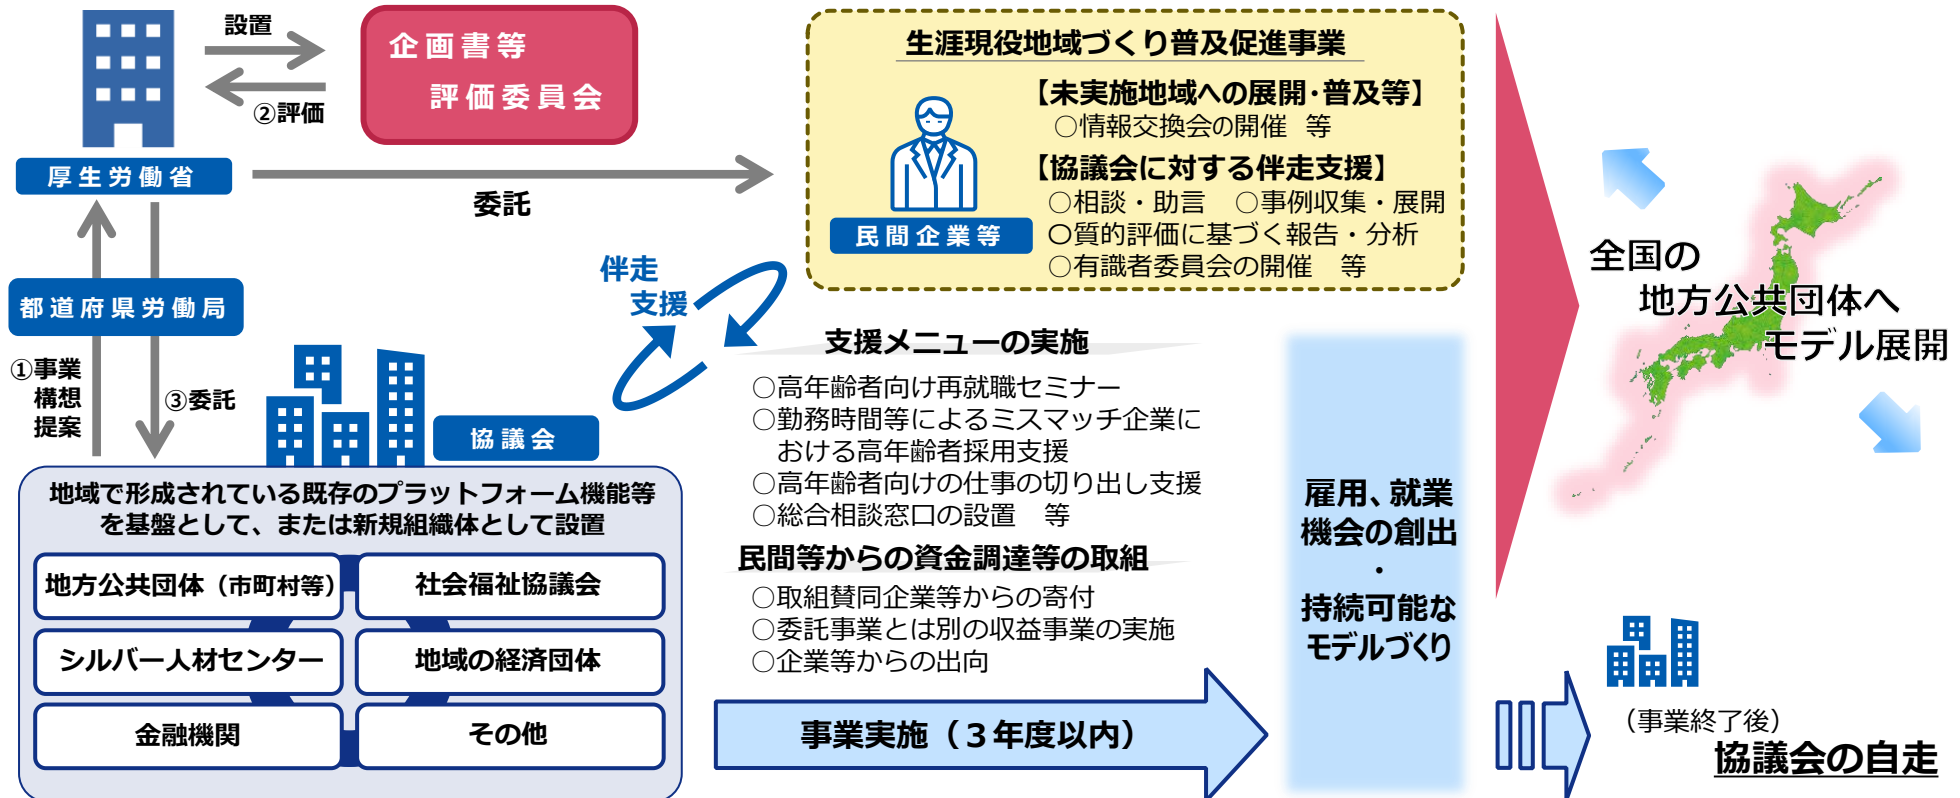 設置
企画書等
評価委員会
②評価
厚生労働省
委託
都道府県労働局
①事業
構想
提案
③委託
生涯現役地域づくり普及促進事業
【未実施地域への展開・普及等】
○情報交換会の開催　等
【協議会に対する伴走支援】
○相談・助言　○事例収集・展開
○質的評価に基づく報告・分析
○有識者委員会の開催　等
民間企業等
伴走
支援
協議会
地域で形成されている既存のプラットフォーム機能等
を基盤として、または新規組織体として設置
地方公共団体（市町村等）
社会福祉協議会
シルバー人材センター
地域の経済団体
金融機関
その他
支援メニューの実施
○高年齢者向け再就職セミナー
○勤務時間等によるミスマッチ企業に
おける高年齢者採用支援
○高年齢者向けの仕事の切り出し支援
○総合相談窓口の設置　等
民間等からの資金調達等の取組
○取組賛同企業等からの寄付
○委託事業とは別の収益事業の実施
○企業等からの出向
事業実施（３年度以内）
雇用、就業
機会の創出
・
持続可能な
モデルづくり
全国の
地方公共団体へ
モデル展開
（事業終了後）
協議会の自走